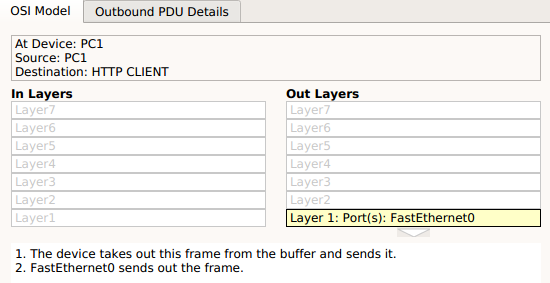 OSI Model
Outbound PDU Details
At Device: PC1
Source: PC1
Destination: HTTP CLIENT
In Layers
Out Layers
Layer7
Layer7
Layer6
Layer6
Layer5
Layer5
Layer4
Layer4
Layer3
Layer3
Layer2
Layer2
Layer1
Layer 1: Port(s): FastEthernet0
1. The device takes out this frame from the buffer and sends it.
2. FastEthernet0 sends out the frame.